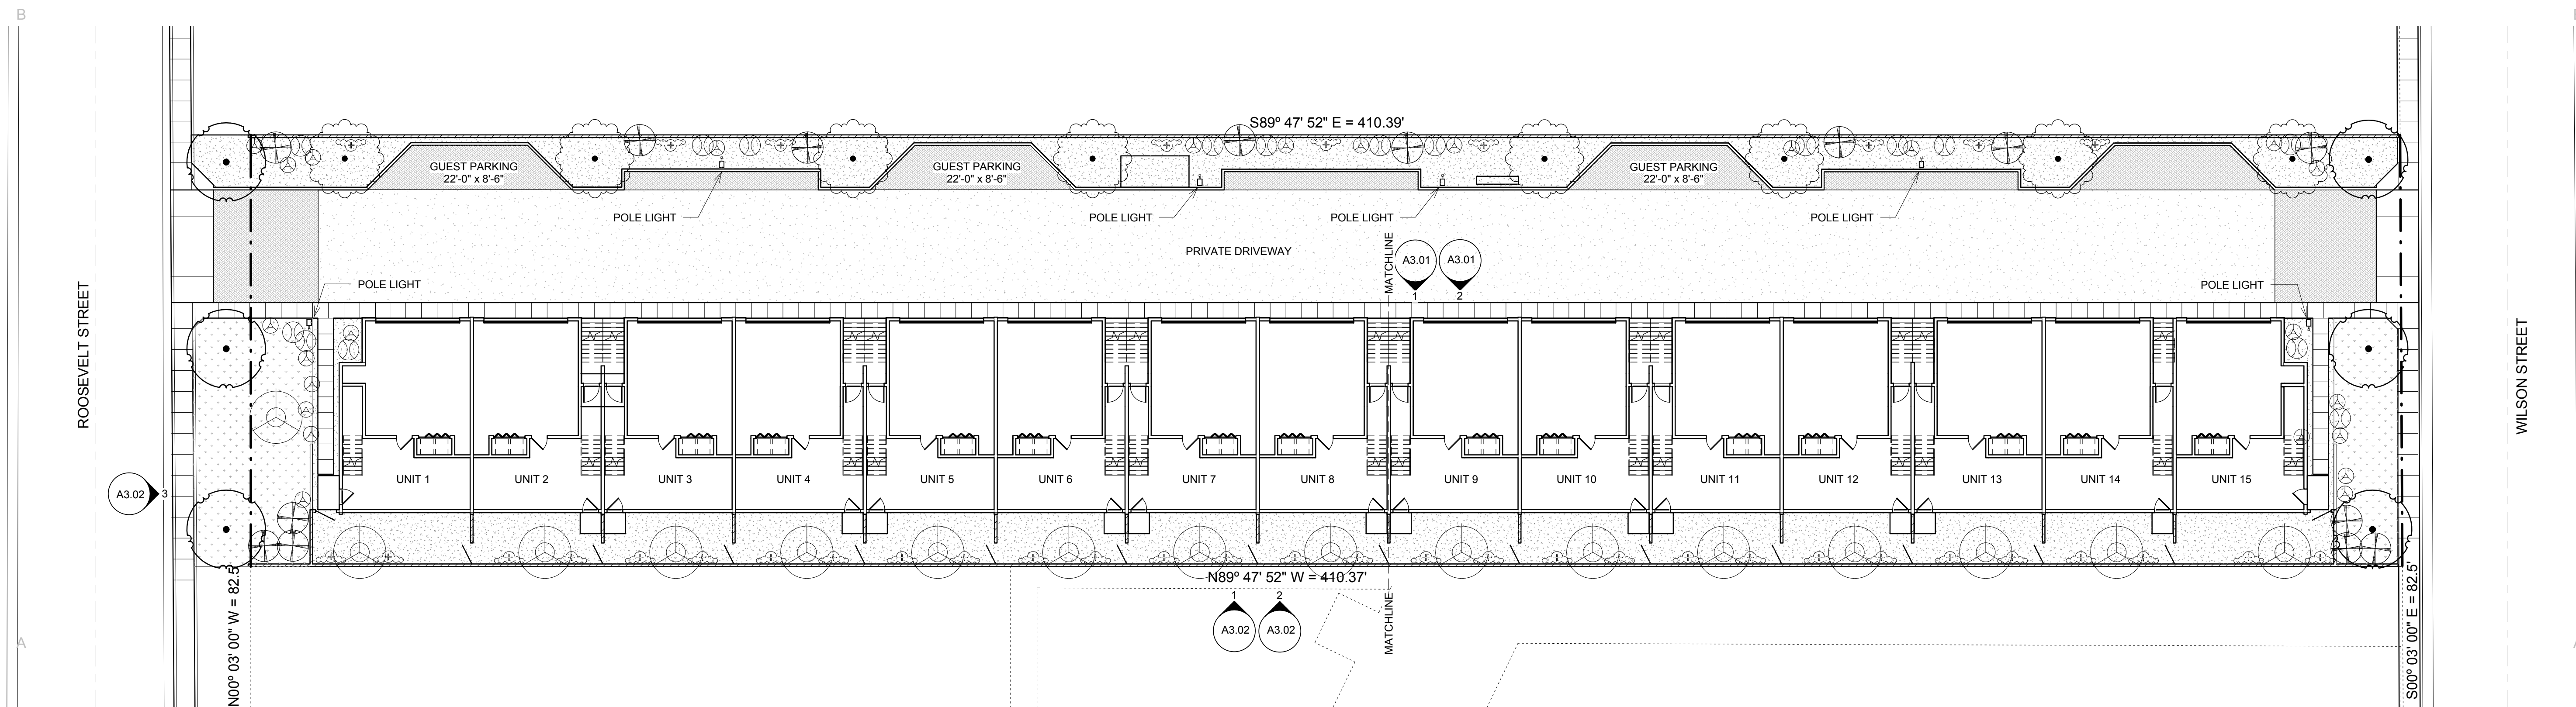 B
S89º 47' 52" E = 410.39'
GUEST PARKING
22'-0" x 8'-6"
GUEST PARKING
22'-0" x 8'-6"
GUEST PARKING
22'-0" x 8'-6"
POLE LIGHT
POLE LIGHT
POLE LIGHT
POLE LIGHT
PRIVATE DRIVEWAY
MATCHLINE
A3.01
1
A3.01
2
POLE LIGHT
POLE LIGHT
ROOSEVELT STREET
WILSON STREET
UNIT 1
UNIT 2
UNIT 3
UNIT 4
UNIT 5
UNIT 6
UNIT 7
UNIT 8
UNIT 9
UNIT 10
UNIT 11
UNIT 12
UNIT 13
UNIT 14
UNIT 15
A3.02
3
N89º 47' 52" W = 410.37'
1
A3.02
2
A3.02
MATCHLINE
N00º 03' 00" W = 82.5'
S00º 03' 00" E = 82.5'
A